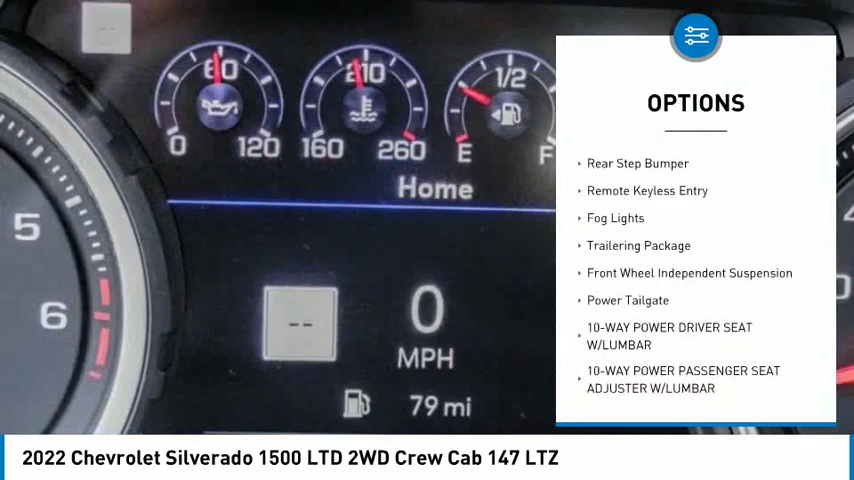 60
0
120
210
160
260
1/2
E
F
Home
5
6
--
--
0
MPH
79 mi
OPTIONS
Rear Step Bumper
Remote Keyless Entry
Fog Lights
Trailering Package
Front Wheel Independent Suspension
Power Tailgate
10-WAY POWER DRIVER SEAT
W/LUMBAR
10-WAY POWER PASSENGER SEAT
ADJUSTER W/LUMBAR
2022 Chevrolet Silverado 1500 LTD 2WD Crew Cab 147 LTZ